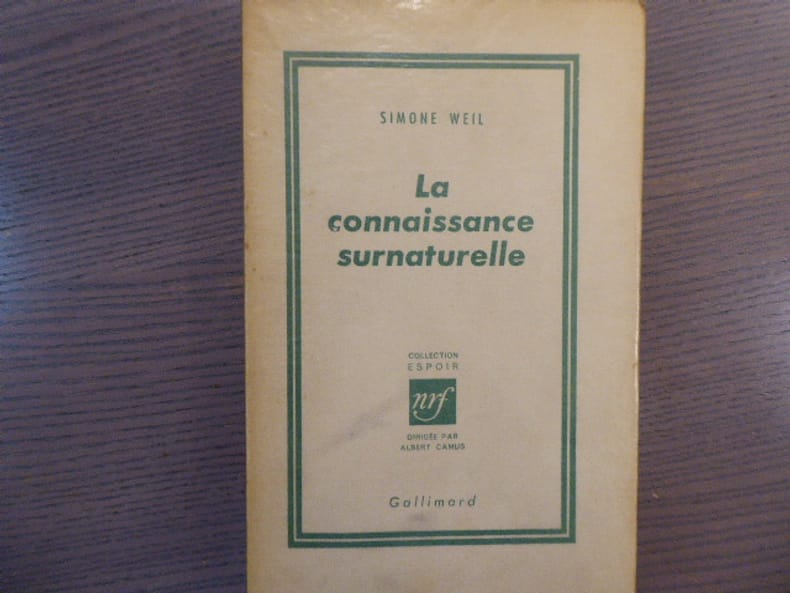 SIMONE WEIL
La
connaissance
surnaturelle
COLLECTION
ESPOIR
nrf
DIRIGÉE PAR
ALBERT CAMUS
Gallimard